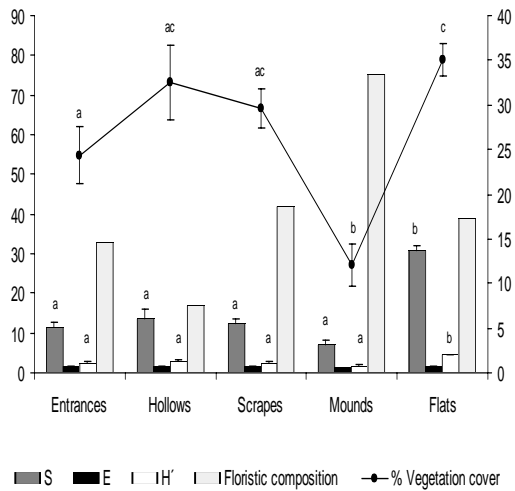 90
80
70
60
50
40
30
20
10
0
40
35
30
25
20
15
10
5
0
a
ac
ac
b
c
a
a
a
a
a
a
a
a
b
b
Entrances
Hollows
Scrapes
Mounds
Flats
S
E
H´
Floristic composition
% Vegetation cover